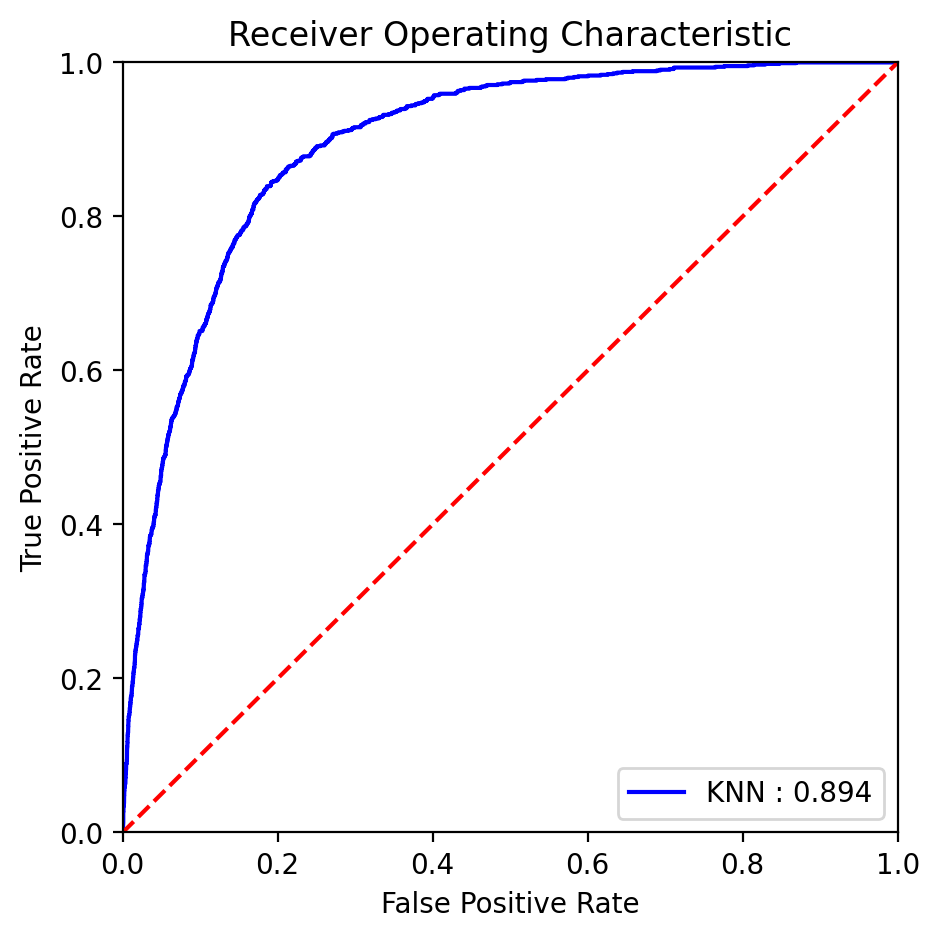 Receiver Operating Characteristic
1.0
0.8
0.6
0.4
0.2
0.0
True Positive Rate
KNN : 0.894
0.0 0.2 0.4 0.6 0.8 1.0
False Positive Rate